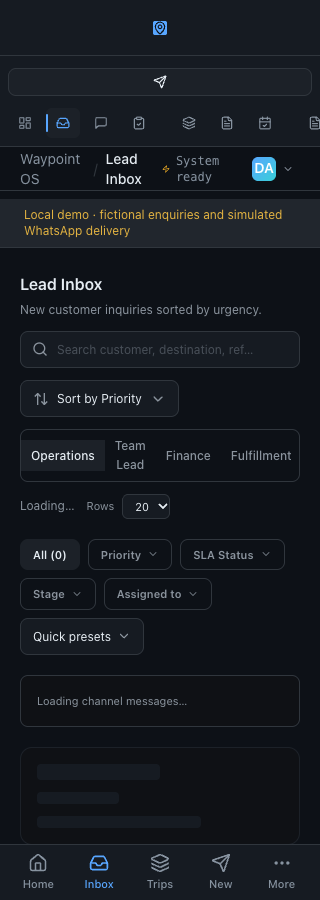 Waypoint OS / Lead Inbox
System ready
DA
Local demo · fictional enquiries and simulated
WhatsApp delivery
Lead Inbox
New customer inquiries sorted by urgency.
Search customer, destination, ref...
Sort by Priority
Operations
Team Lead
Finance
Fulfillment
Loading...
Rows
20
All (0)
Priority
SLA Status
Stage
Assigned to
Quick presets
Loading channel messages...
Home
Inbox
Trips
New
More